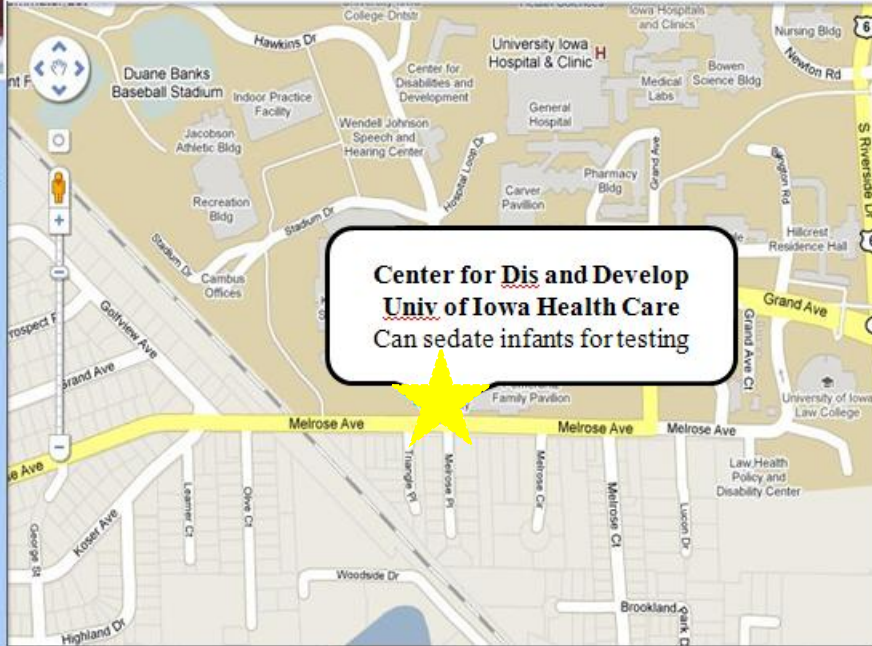 College-Dntstr
Health Sciences
Iowa Hospitals
and Clinics
Nursing Bldg
6
Hawkins Dr
University Iowa
Hospital & Clinic
H
Newton Rd
Duane Banks
Baseball Stadium
Center for
Disabilities and
Development
Bowen
Science Bldg
Medical
Labs
Indoor Practice
Facility
General
Hospital
S Riverside Dr
Jacobson
Athletic Bldg
Wendell Johnson
Speech and
Hearing Center
Hospital Loop Dr
Grand Ave
Pharmacy
Bldg
Carver
Pavilion
Recreation
Bldg
Stadium Dr
Hillcrest
Residence Hall
Stadium Dr
Cambus
Offices
Center for Dis and Develop
Univ of Iowa Health Care
Can sedate infants for testing
Grand Ave
Golfview Ave
Grand Ave Ct
Grand Ave
Family Pavilion
University of Iowa
Law College
Melrose Ave
Melrose Ave
Melrose Ave
Triangle Pl
Melrose Pl
Melrose Cir
Law Health
Policy and
Disability Center
Learner Ct
Olive Ct
Melrose Ct
Lucon Dr
Koser Ave
George St
Woodside Dr
Brookland
Park D
Highland Dr